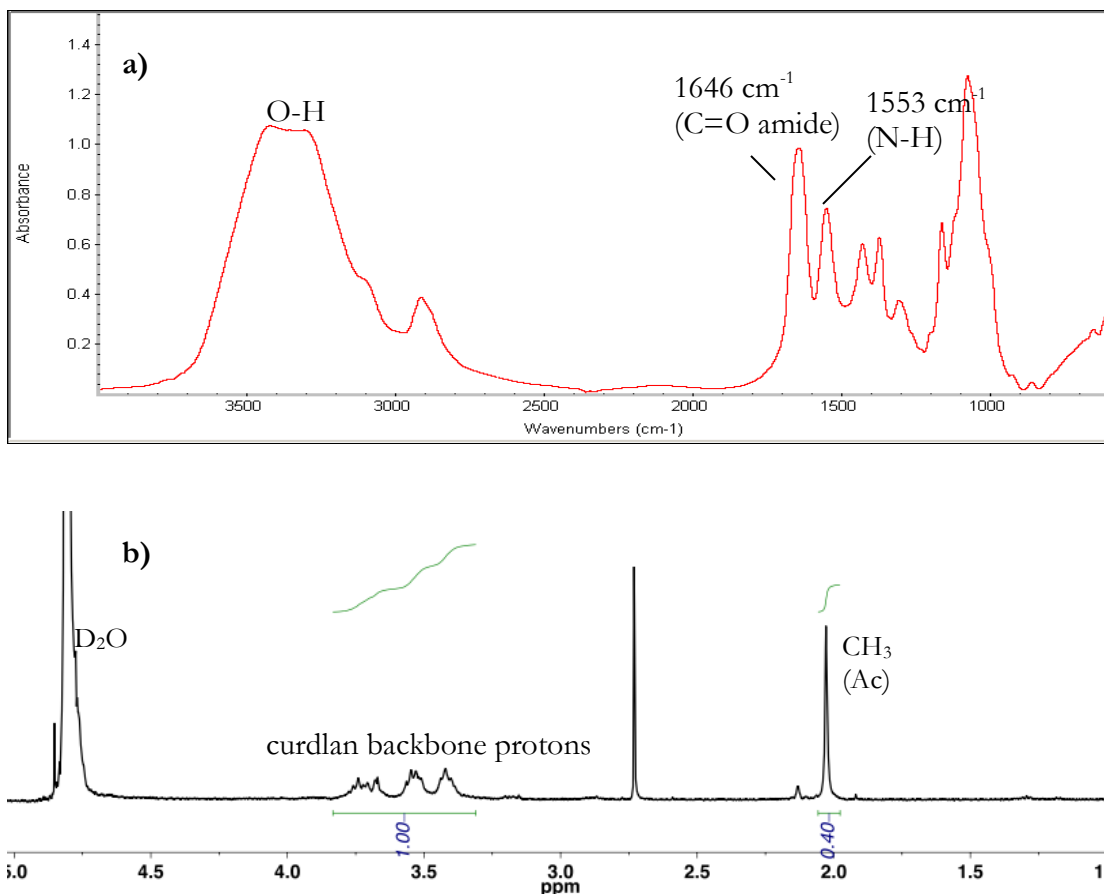 a)
1.4
1.2
1.0
0.8
0.6
0.4
0.2
Absorbance
O-H
1646 cm⁻¹
(C=O amide)
1553 cm⁻¹
(N-H)
3500 3000 2500 2000 1500 1000
Wavenumbers (cm-1)
b)
D₂O
curdlan backbone protons
CH₃
(Ac)
1.00
0.40
5.0 4.5 4.0 3.5 3.0 2.5 2.0 1.5
ppm